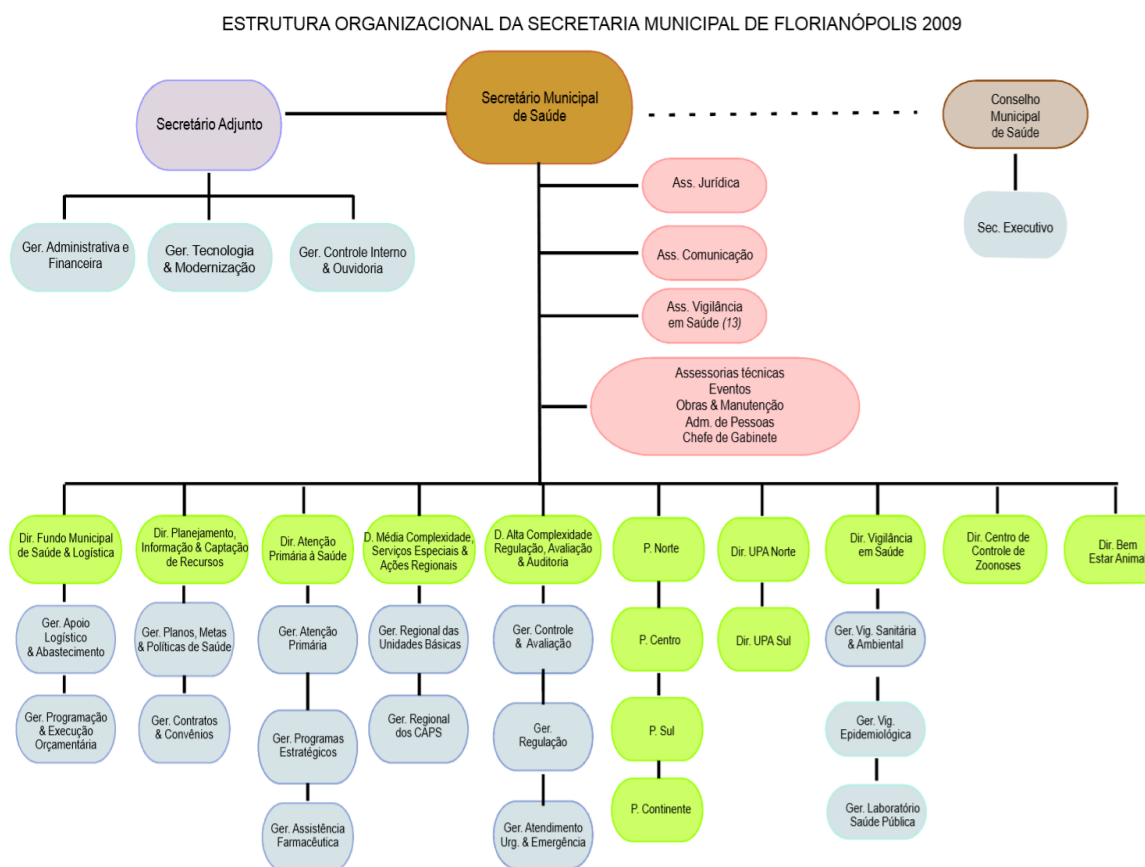 ESTRUTURA ORGANIZACIONAL DA SECRETARIA MUNICIPAL DE FLORIANÓPOLIS 2009
Secretário Adjunto
Secretário Municipal
de Saúde
Conselho
Municipal
de Saúde
Ass. Jurídica
Sec. Executivo
Ger. Administrativa e
Financeira
Ger. Tecnologia
& Modernização
Ger. Controle Interno
& Ouvidoria
Ass. Comunicação
Ass. Vigilância
em Saúde (13)
Assessorias técnicas
Eventos
Obras & Manutenção
Adm. de Pessoas
Chefe de Gabinete
Dir. Fundo Municipal
de Saúde & Logística
Dir. Planejamento,
Informação & Captação
de Recursos
Dir. Atenção
Primária à Saúde
D. Média Complexidade,
Serviços Especiais &
Ações Regionais
D. Alta Complexidade
Regulação, Avaliação
& Auditoria
P. Norte
Dir. UPA Norte
Dir. Vigilância
em Saúde
Dir. Centro de
Controle de
Zoonoses
Dir. Bem
Estar Animal
Ger. Apoio
Logístico
& Abastecimento
Ger. Planos, Metas
& Políticas de Saúde
Ger. Atenção
Primária
Ger. Regional das
Unidades Básicas
Ger. Controle
& Avaliação
P. Centro
Dir. UPA Sul
Ger. Vig. Sanitária
& Ambiental
Ger. Programação
& Execução
Orçamentária
Ger. Contratos
& Convênios
Ger. Programas
Estratégicos
Ger. Regional
dos CAPS
Ger.
Regulação
P. Sul
Ger. Vig.
Epidemiológica
Ger. Assistência
Farmacêutica
Ger. Atendimento
Urg. & Emergência
P. Continente
Ger. Laboratório
Saúde Pública